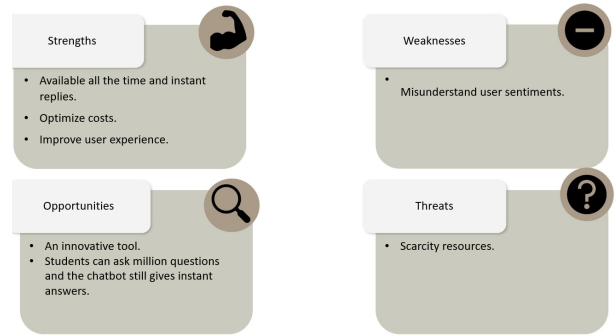 Strengths
• Available all the time and instant
replies.
• Optimize costs.
• Improve user experience.
Weaknesses
•
Misunderstand user sentiments.
Opportunities
• An innovative tool.
• Students can ask million questions
and the chatbot still gives instant
answers.
Threats
• Scarcity resources.